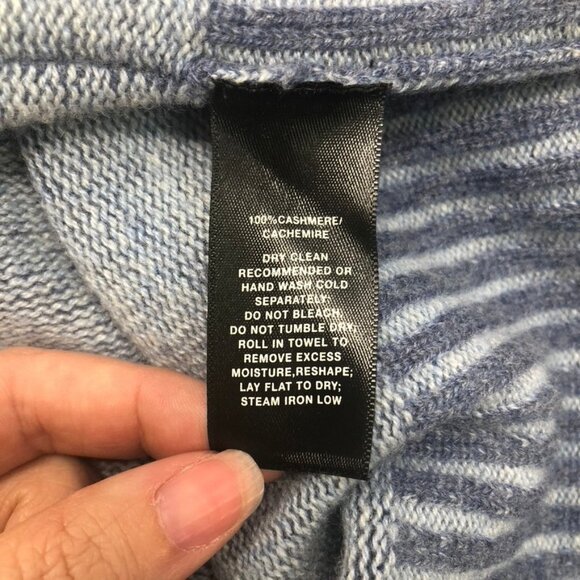 100%CASHMERE/
CACHEMIRE
DRY CLEAN
RECOMMENDED OR
HAND WASH COLD
SEPARATELY;
DO NOT BLEACH;
DO NOT TUMBLE DRY;
ROLL IN TOWEL TO
REMOVE EXCESS
MOISTURE,RESHAPE;
LAY FLAT TO DRY;
STEAM IRON LOW